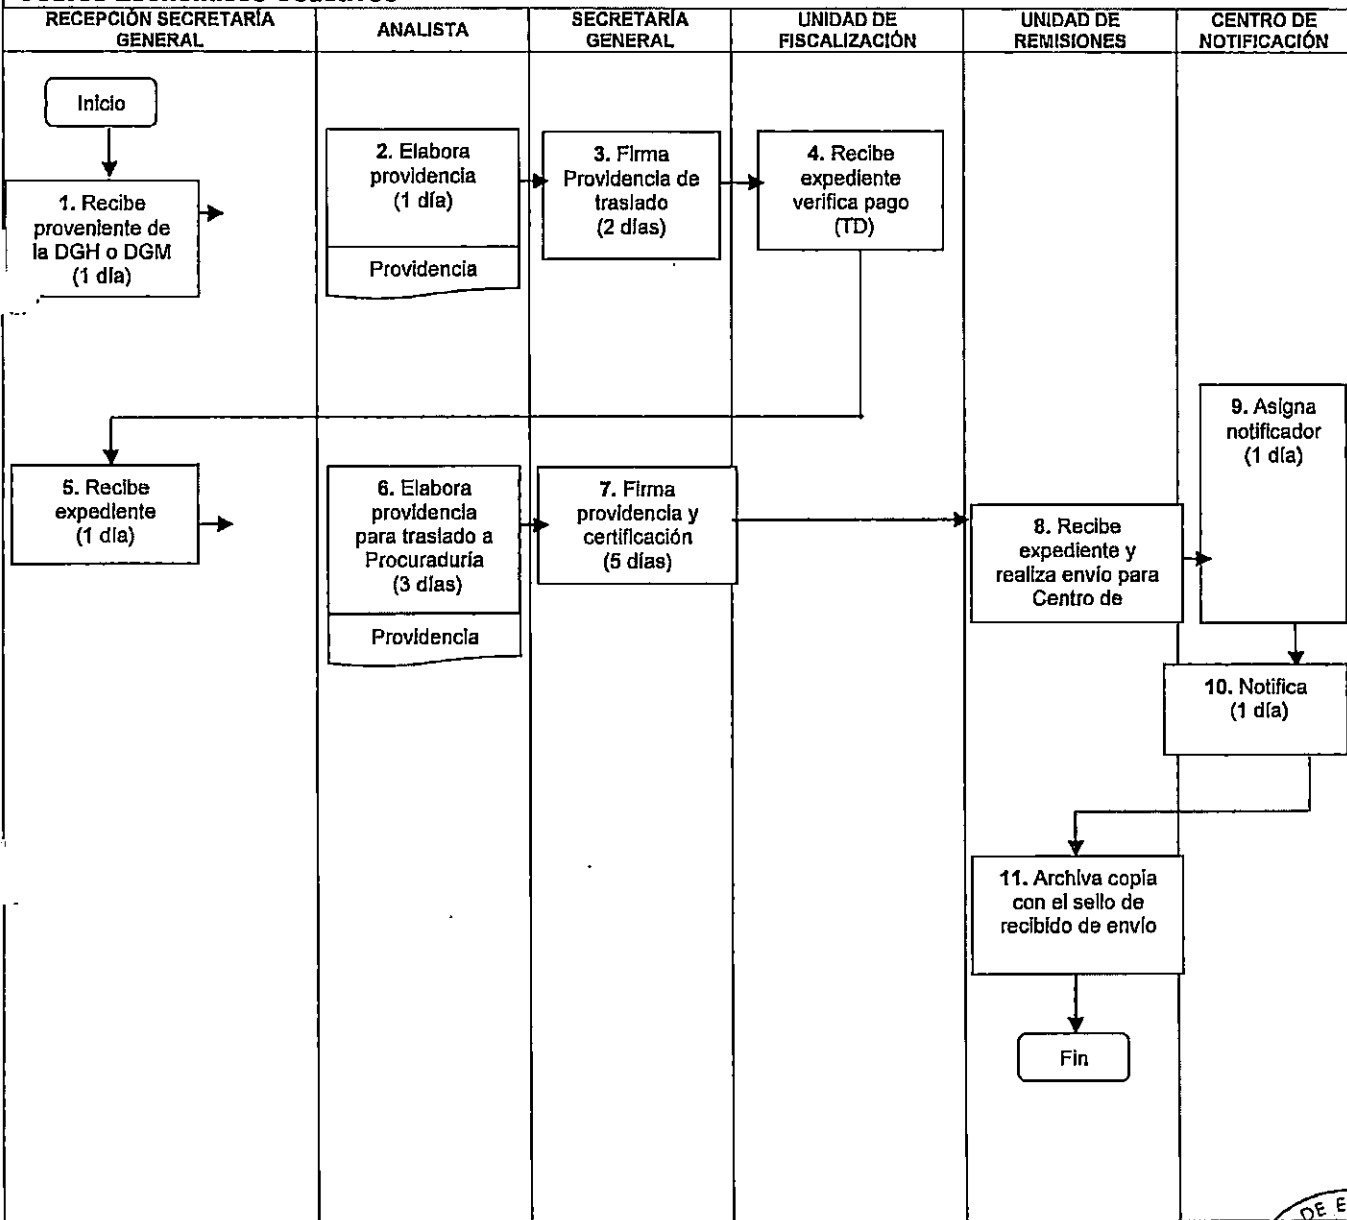 RECEPCIÓN SECRETARÍA
GENERAL
ANALISTA
SECRETARÍA
GENERAL
UNIDAD DE
FISCALIZACIÓN
UNIDAD DE
REMISIONES
CENTRO DE
NOTIFICACIÓN
Inicio
1. Recibe
proveniente de
la DGH o DGM
(1 día)
2. Elabora
providencia
(1 día)
Providencia
3. Firma
Providencia de
traslado
(2 días)
4. Recibe
expediente
verifica pago
(TD)
5. Recibe
expediente
(1 día)
6. Elabora
providencia
para traslado a
Procuraduría
(3 días)
Providencia
7. Firma
providencia y
certificación
(5 días)
8. Recibe
expediente y
realiza envío para
Centro de
9. Asigna
notificador
(1 día)
10. Notifica
(1 día)
11. Archiva copia
con el sello de
recibido de envío
Fin
DE E